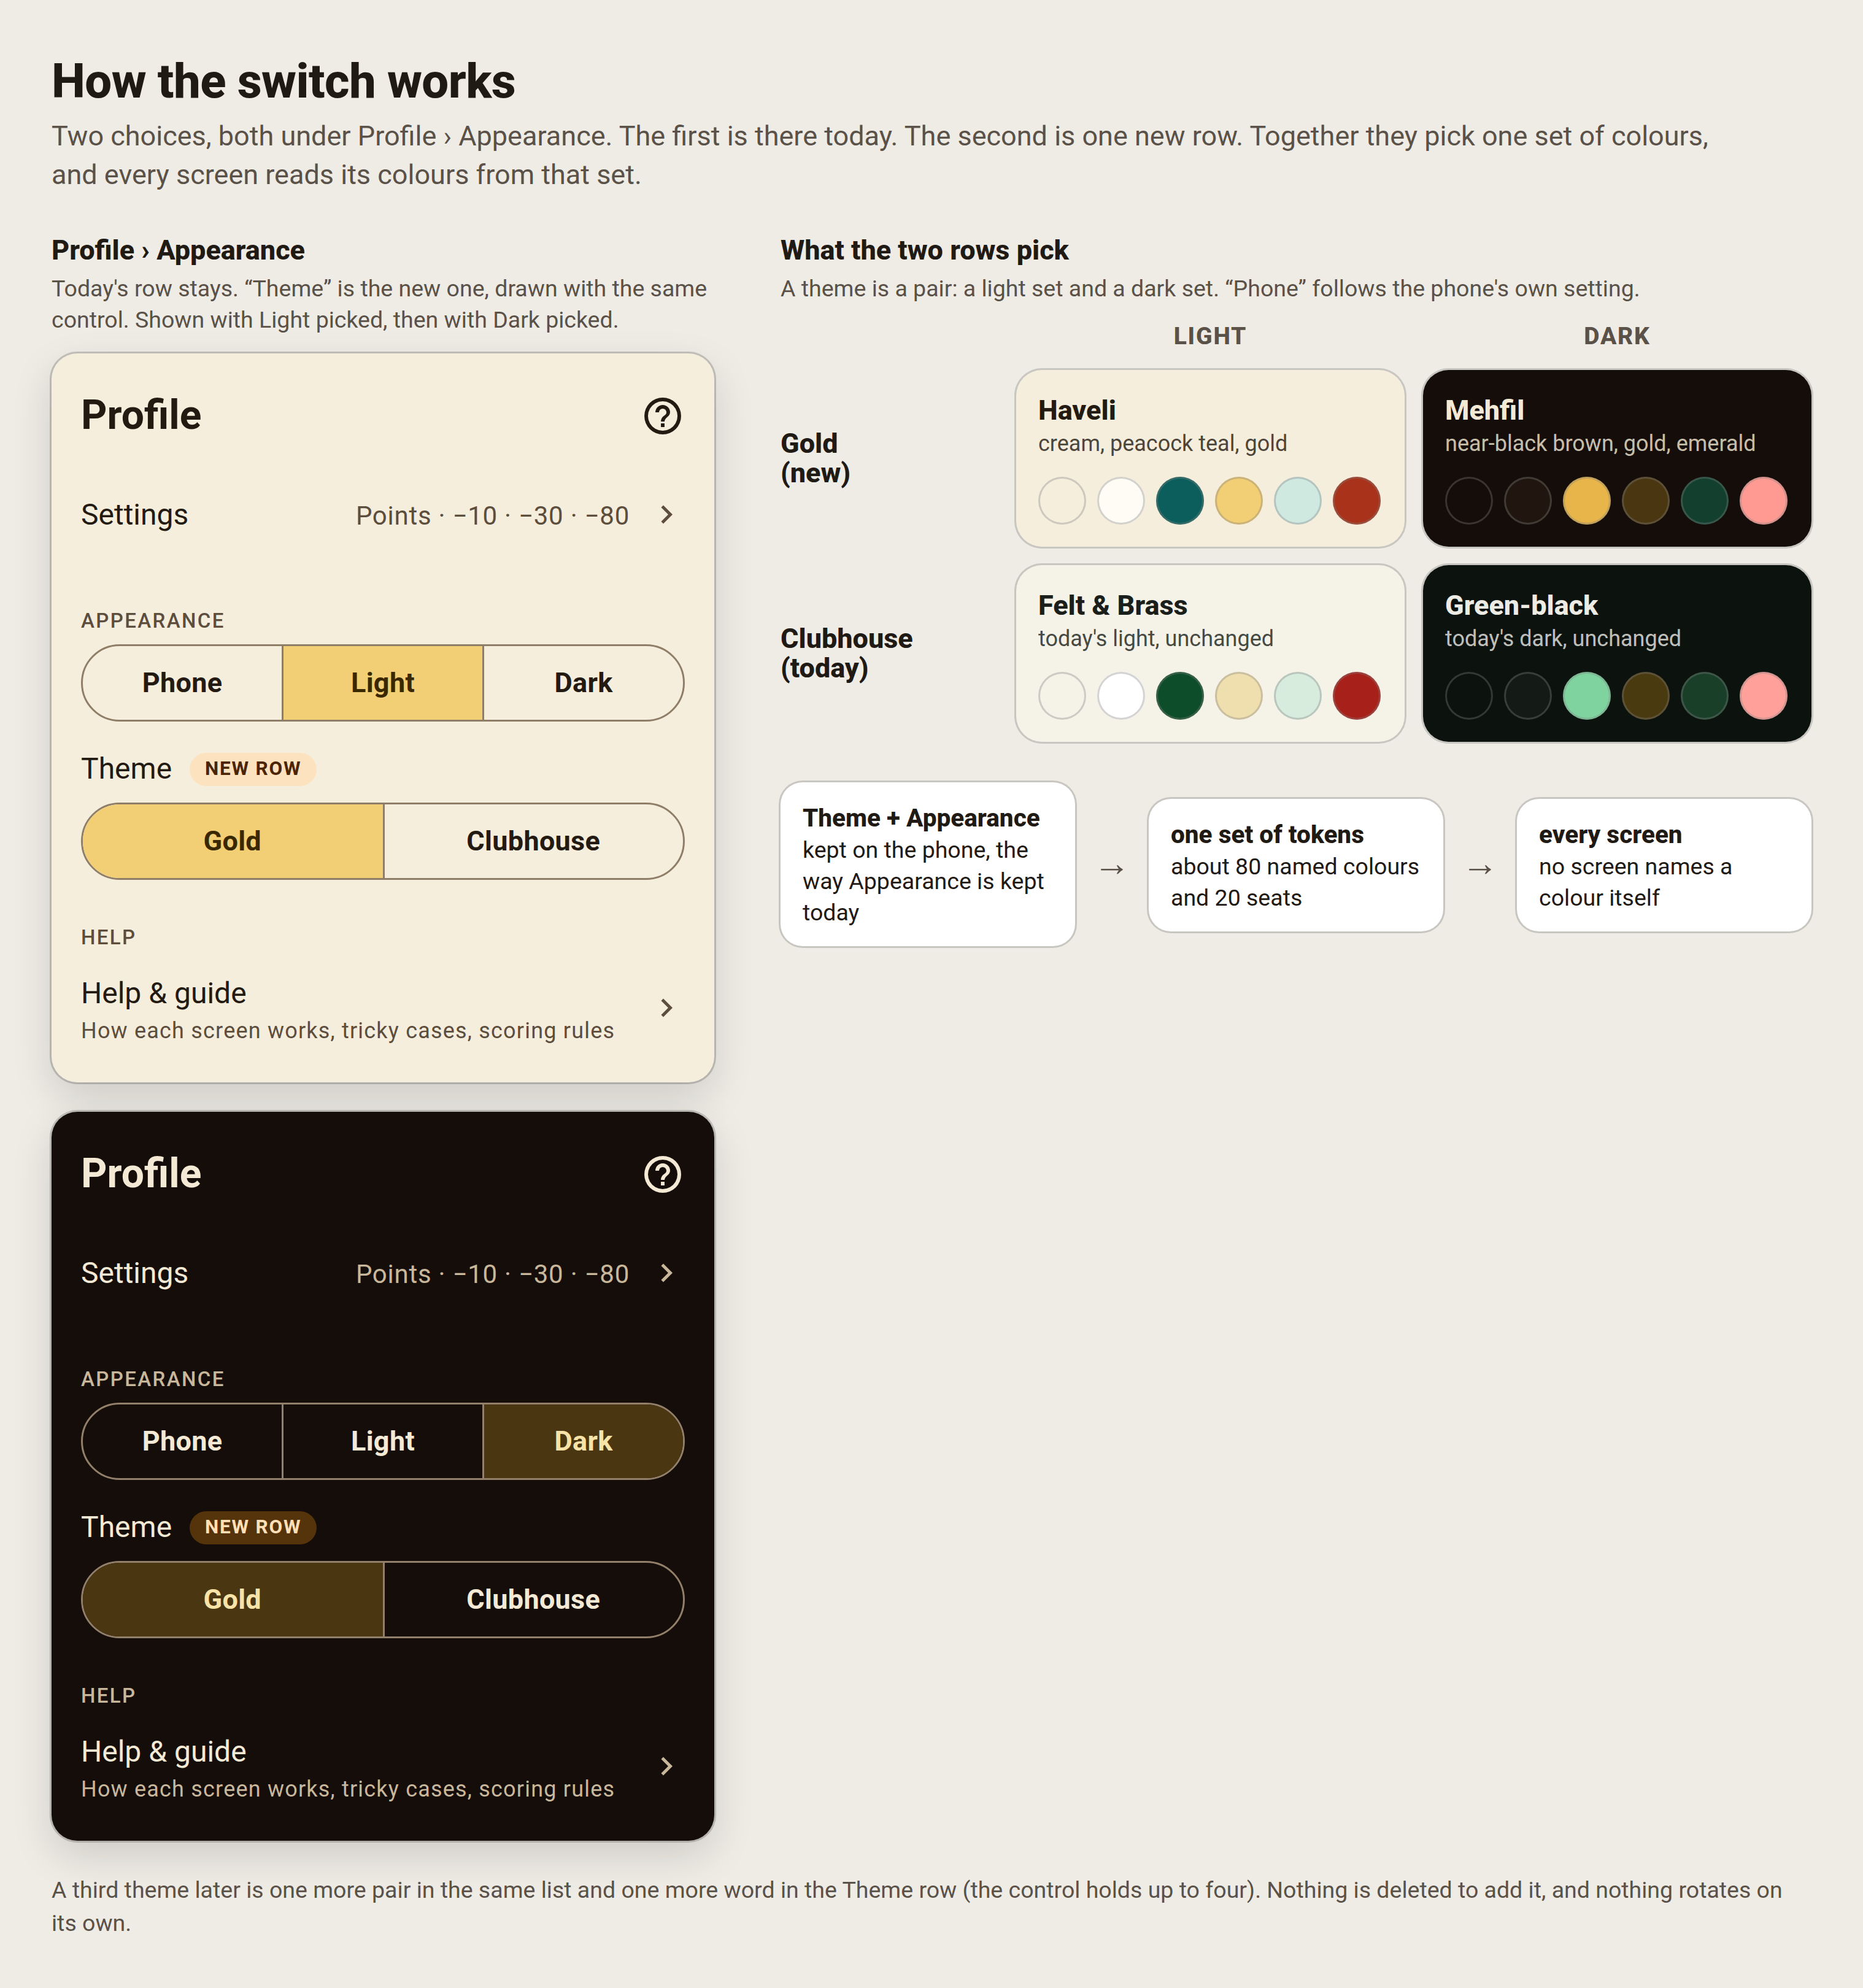 How the switch works
Two choices, both under Profile › Appearance. The first is there today. The second is one new row. Together they pick one set of colours,
and every screen reads its colours from that set.
Profile › Appearance
Today's row stays. “Theme” is the new one, drawn with the same
control. Shown with Light picked, then with Dark picked.
Profile
Settings
Points · −10 · −30 · −80
APPEARANCE
Phone
Light
Dark
Theme
NEW ROW
Gold
Clubhouse
HELP
Help & guide
How each screen works, tricky cases, scoring rules
Profile
Settings
Points · −10 · −30 · −80
APPEARANCE
Phone
Light
Dark
Theme
NEW ROW
Gold
Clubhouse
HELP
Help & guide
How each screen works, tricky cases, scoring rules
What the two rows pick
A theme is a pair: a light set and a dark set. “Phone” follows the phone's own setting.
LIGHT
DARK
Gold
(new)
Haveli
cream, peacock teal, gold
Mehfil
near-black brown, gold, emerald
Clubhouse
(today)
Felt & Brass
today's light, unchanged
Green-black
today's dark, unchanged
Theme + Appearance
kept on the phone, the
way Appearance is kept
today
→
one set of tokens
about 80 named colours
and 20 seats
→
every screen
no screen names a
colour itself
A third theme later is one more pair in the same list and one more word in the Theme row (the control holds up to four). Nothing is deleted to add it, and nothing rotates on
its own.